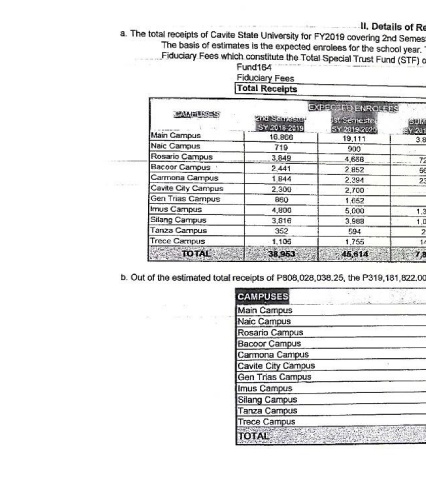 II. Details of Re
a. The total receipts of Cavite State University for FY2019 covering 2nd Semes
The basis of estimates is the expected enrolees for the school year.
Fiduciary Fees which constitute the Total Special Trust Fund (STF) o
Fund164
Fiduciary Fees
Total Receipts
EXPECTED ENROLEES
CAMPUSES 2nd Semester 1st Semester SUM
SY 2018-2019 SY 2019-2020
Main Campus 16,866 19,111 3,8
Naic Campus 719 900
Rosario Campus 3,849 4,686
Bacoor Campus 2,441 2,852
Carmona Campus 1,844 2,394 23
Cavite City Campus 2,300 2,700
Gen Trias Campus 860 1,652
Imus Campus 4,800 5,000 1,3
Silang Campus 3,816 3,988 1,0
Tanza Campus 352 594 2
Trece Campus 1,106 1,755
TOTAL 38,953 45,614 7,8
b. Out of the estimated total receipts of P808,028,038.25, the P319,181,822.00
CAMPUSES
Main Campus
Naic Campus
Rosario Campus
Bacoor Campus
Carmona Campus
Cavite City Campus
Gen Trias Campus
Imus Campus
Silang Campus
Tanza Campus
Trece Campus
TOTAL